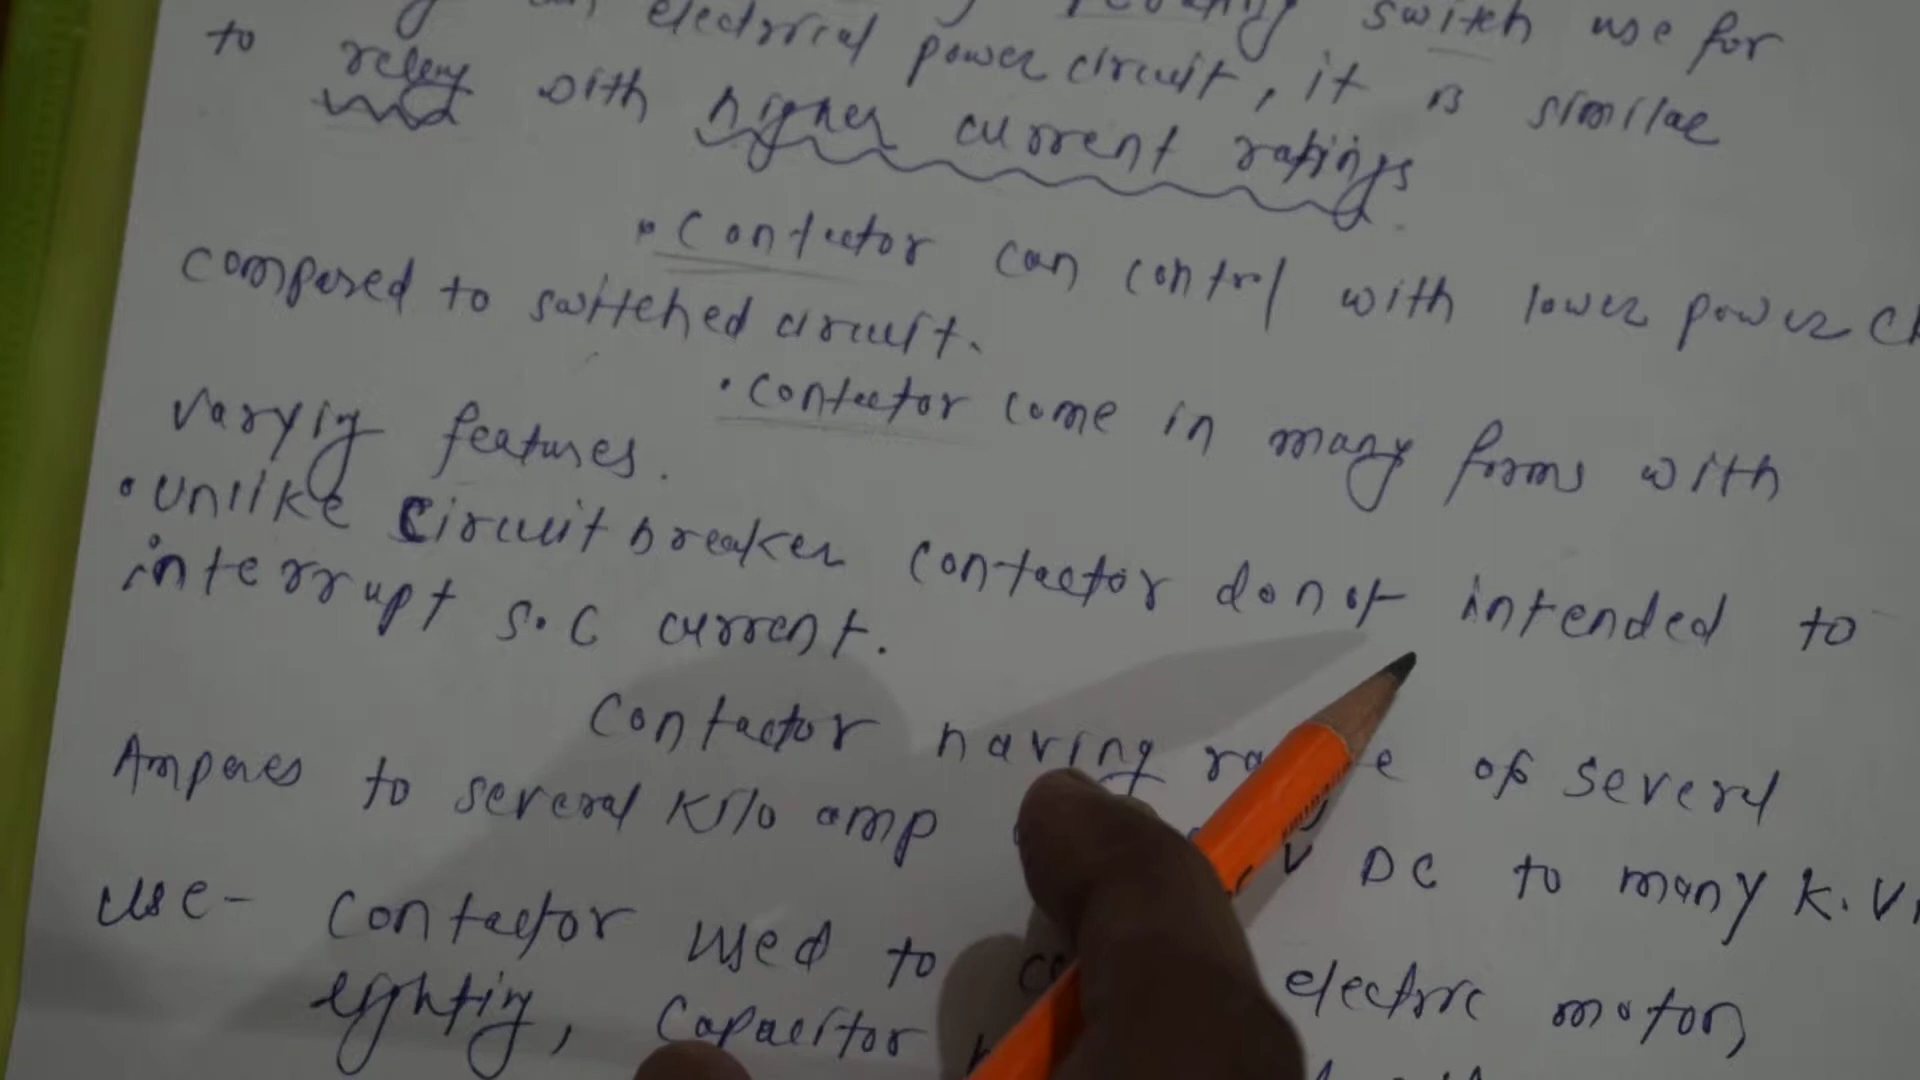 electrical switch use for
power circuit, it is similar
to relay with higher current ratings.
• Contactor can control with lower power
compared to switched circuit.
• Contactor come in many forms with
varying features.
• Unlike Circuit breaker contactor do not intended to
interrupt s.c current.
Contactor having of several
Amperes to several kilo amp V DC to many K.V
use - Contactor used to electric motor,
lighting, capacitor